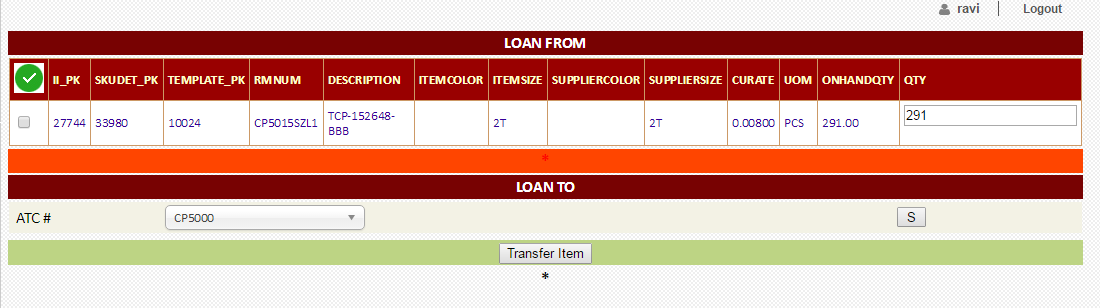 ravi | Logout
LOAN FROM
II_PK SKUDET_PK TEMPLATE_PK RMNUM DESCRIPTION ITEMCOLOR ITEMSIZE SUPPLIERCOLOR SUPPLIERSIZE CURATE UOM ONHANDQTY QTY
27744 33980 10024 CP5015SZL1 TCP-152648-BBB 2T 2T 0.00800 PCS 291.00 291
*
LOAN TO
ATC # CP5000 S
Transfer Item
*